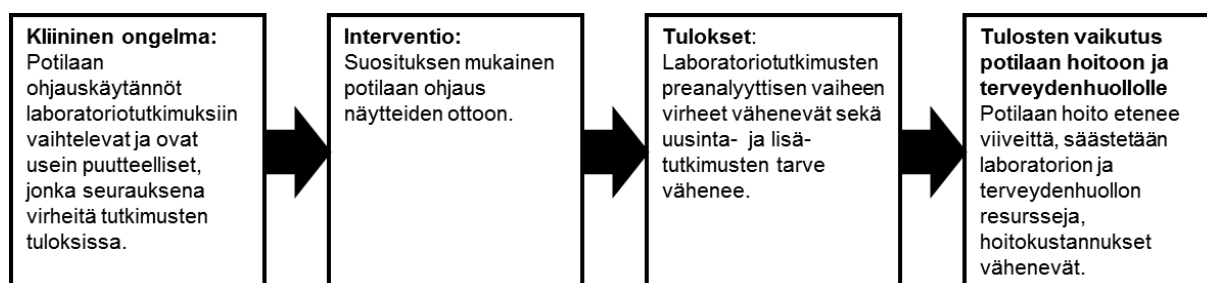 Kliininen ongelma:
Potilaan
ohjauskäytännöt
laboratoriotutkimuksiin
vaihtelevat ja ovat
usein puutteelliset,
jonka seurauksena
virheitä tutkimusten
tuloksissa.
Interventio:
Suosituksen mukainen
potilaan ohjaus
näytteiden ottoon.
Tulokset:
Laboratoriotutkimusten
preanalyyttisen vaiheen
virheet vähenevät sekä
uusinta- ja lisä-
tutkimusten tarve
vähenee.
Tulosten vaikutus
potilaan hoitoon ja
terveydenhuollolle
Potilaan hoito etenee
viiveittä, säästetään
laboratorion ja
terveydenhuollon
resursseja,
hoitokustannukset
vähenevät.